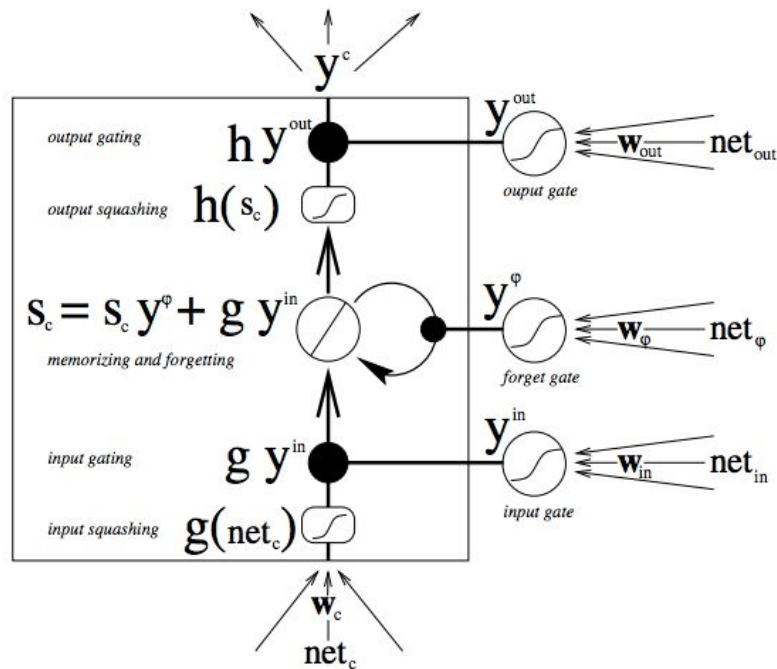 y^c
y^out
output gating
h y^out
w_out
net_out
ouput gate
output squashing
h(s_c)
y^φ
s_c = s_c y^φ + g y^in
w_φ
net_φ
memorizing and forgetting
forget gate
y^in
input gating
g y^in
w_in
net_in
input gate
input squashing
g(net_c)
w_c
net_c